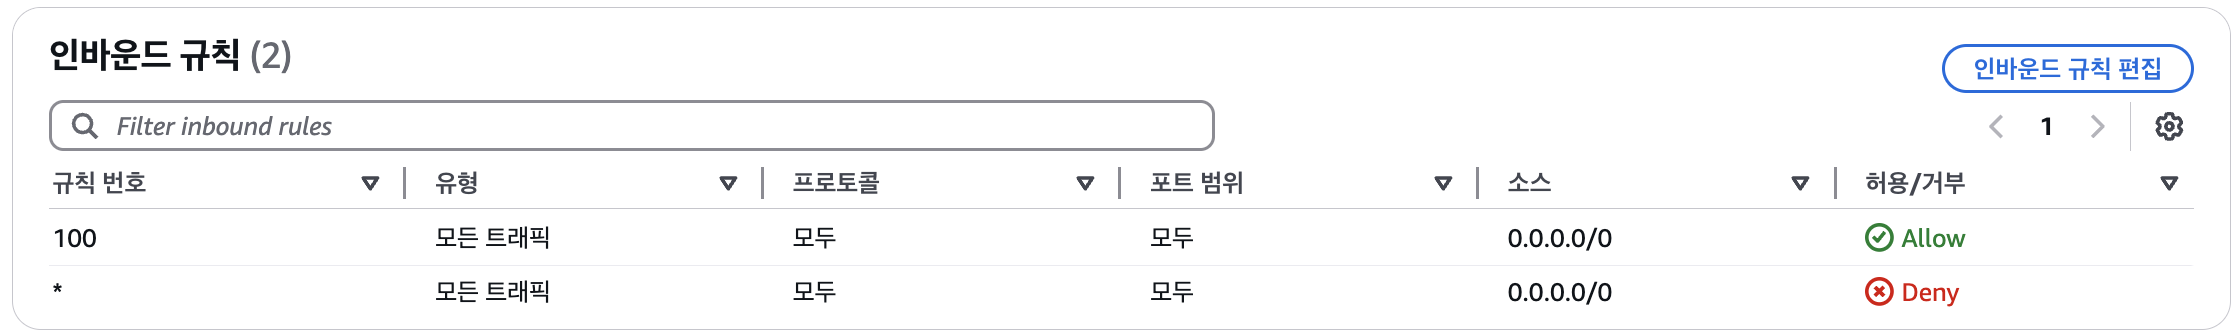 인바운드 규칙 (2)
인바운드 규칙 편집
Filter inbound rules
1
규칙 번호 유형 프로토콜 포트 범위 소스 허용/거부
100 모든 트래픽 모두 모두 0.0.0.0/0 Allow
* 모든 트래픽 모두 모두 0.0.0.0/0 Deny